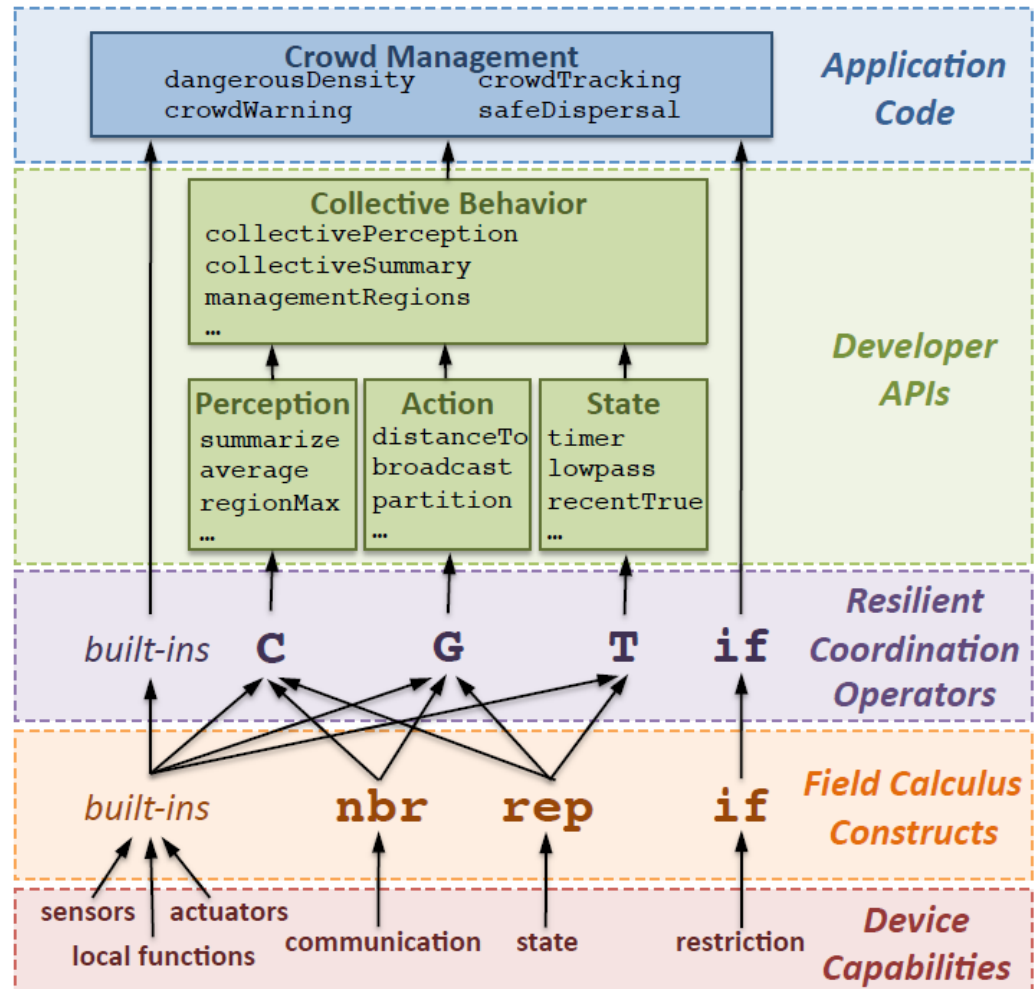 Crowd Management
dangerousDensity crowdTracking
crowdWarning safeDispersal
Application
Code
Collective Behavior
collectivePerception
collectiveSummary
managementRegions
…
Developer
APIs
Perception
summarize
average
regionMax
…
Action
distanceTo
broadcast
partition
…
State
timer
lowpass
recentTrue
…
built-ins C G T if
Resilient
Coordination
Operators
built-ins nbr rep if
Field Calculus
Constructs
sensors actuators
local functions
communication state restriction
Device
Capabilities